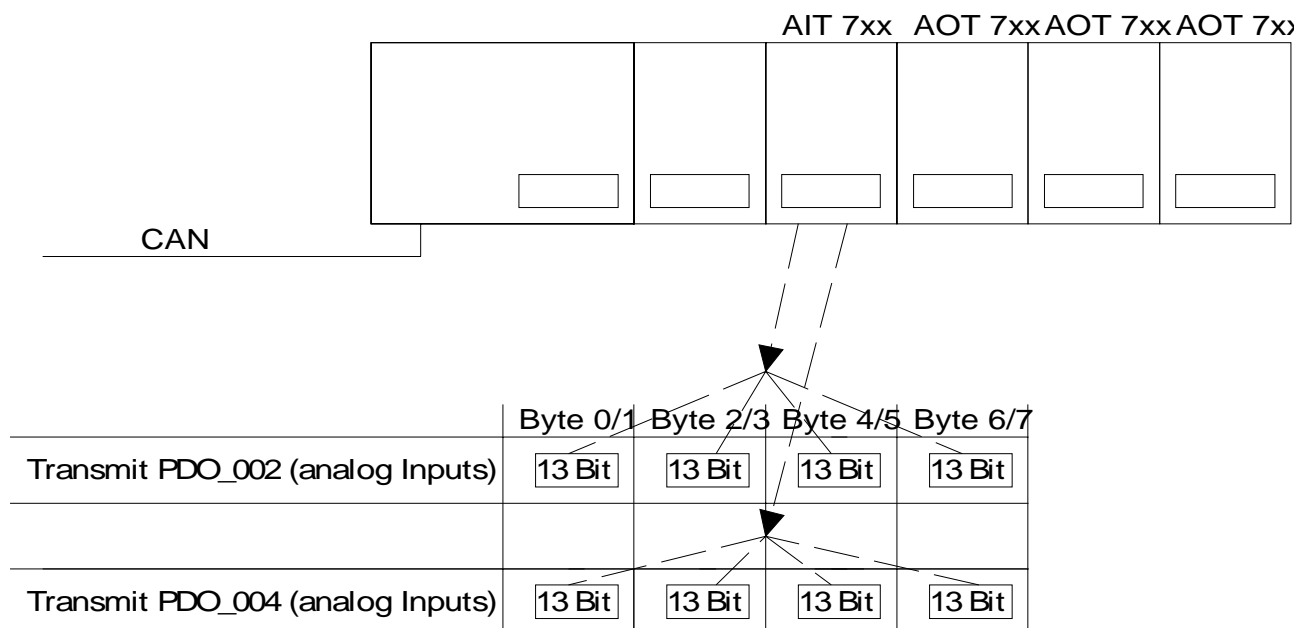 AIT 7xx AOT 7xx AOT 7xx AOT 7xx
CAN
Byte 0/1 Byte 2/3 Byte 4/5 Byte 6/7
Transmit PDO_002 (analog Inputs) 13 Bit 13 Bit 13 Bit 13 Bit
Transmit PDO_004 (analog Inputs) 13 Bit 13 Bit 13 Bit 13 Bit